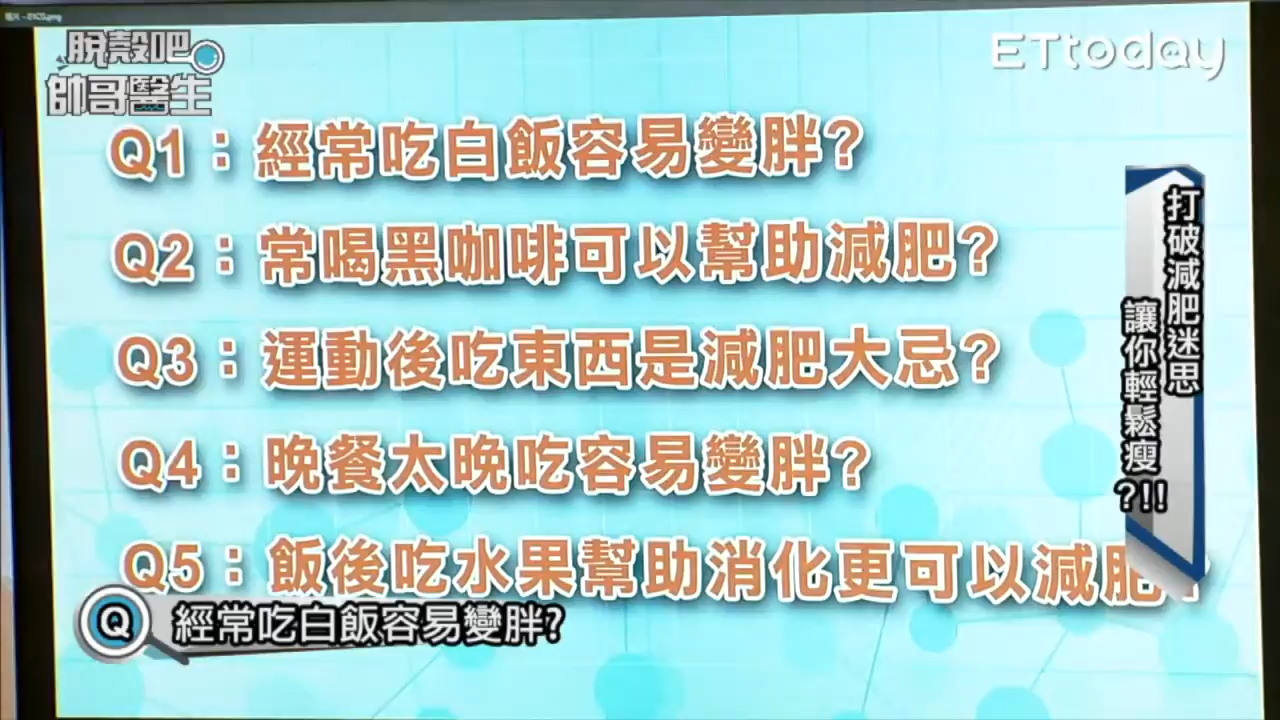 脫殼吧
帥哥醫生
ETtoday
Q1：經常吃白飯容易變胖?
Q2：常喝黑咖啡可以幫助減肥?
Q3：運動後吃東西是減肥大忌?
Q4：晚餐太晚吃容易變胖?
Q5：飯後吃水果幫助消化更可以減肥?
打破減肥迷思
讓你輕鬆瘦?!!
Q 經常吃白飯容易變胖?